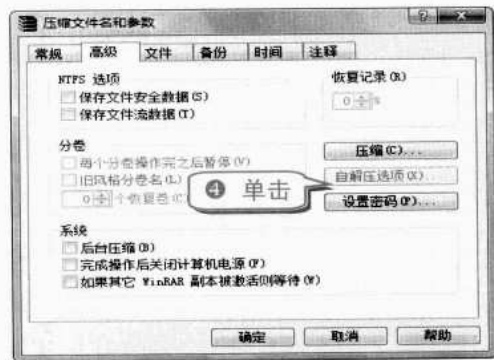 压缩文件名和参数
常规 高级 文件 备份 时间 注释
NTFS 选项
保存文件安全数据(S)
保存文件流数据(T)
恢复记录(R)
0 %
分卷
每个分卷操作完之后暂停(V)
旧风格分卷名(L)
0 个恢复卷(C)
压缩(C)...
自解压选项(X)...
设置密码(P)...
④ 单击
系统
后台压缩(B)
完成操作后关闭计算机电源(F)
如果其它 WinRAR 副本被激活则等待(W)
确定 取消 帮助